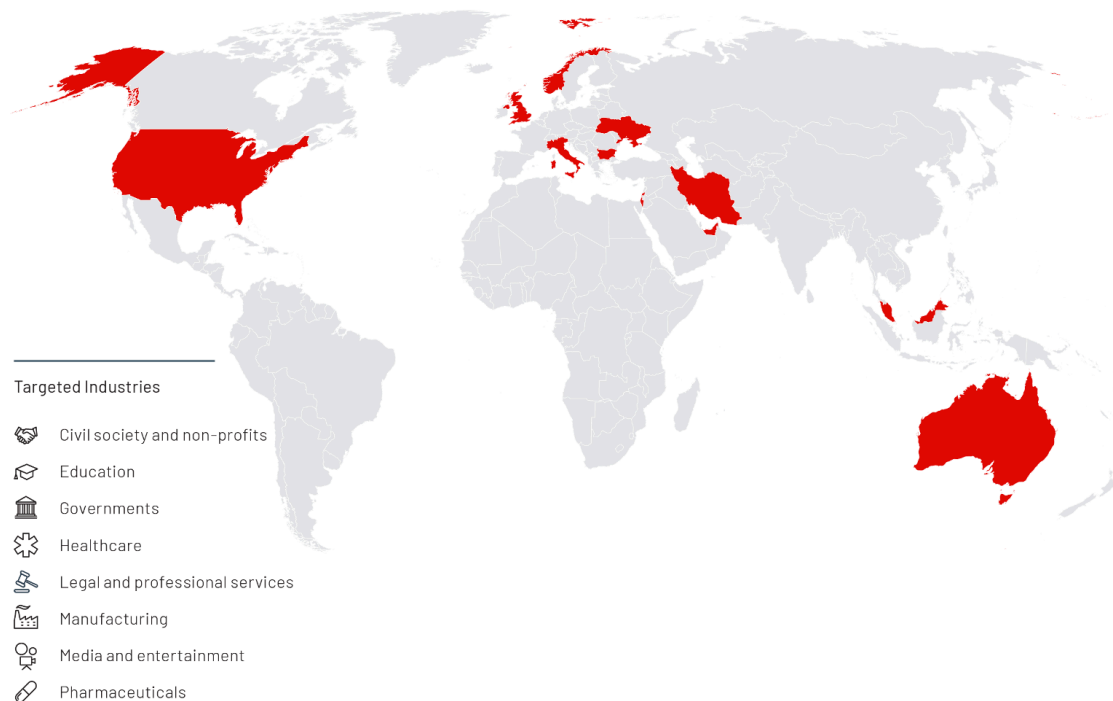 Targeted Industries
Civil society and non-profits
Education
Governments
Healthcare
Legal and professional services
Manufacturing
Media and entertainment
Pharmaceuticals